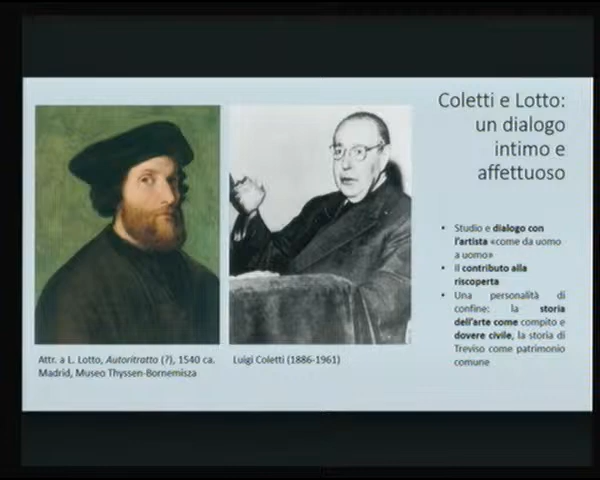 Coletti e Lotto:
un dialogo
intimo e
affettuoso
• Studio e dialogo con
l'artista «come da uomo
a uomo»
• Il contributo alla
riscoperta
• Una personalità di
confine: la storia
dell'arte come compito e
dovere civile, la storia di
Treviso come patrimonio
comune
Attr. a L. Lotto, Autoritratto (?), 1540 ca.
Madrid, Museo Thyssen-Bornemisza
Luigi Coletti (1886-1961)